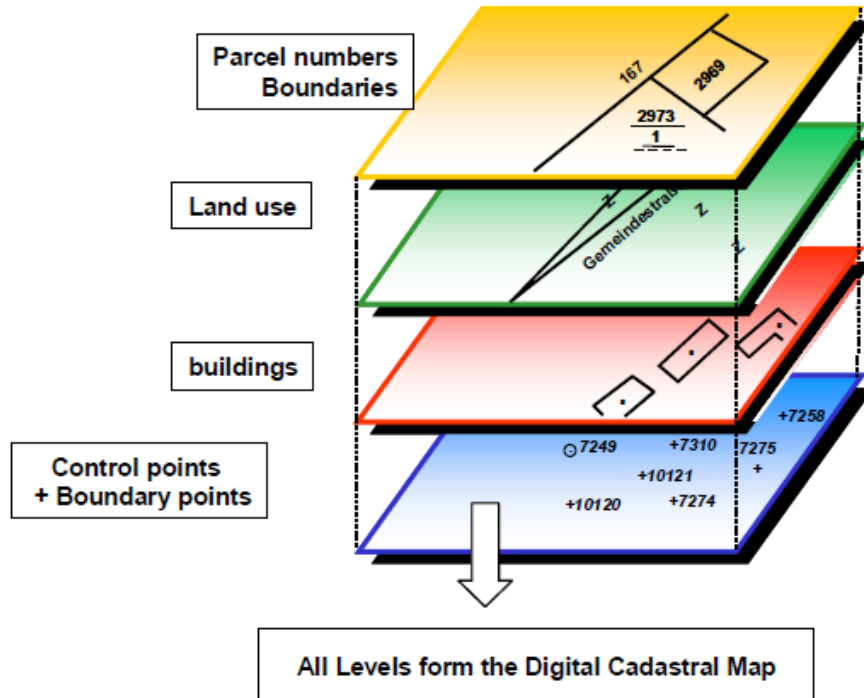 Parcel numbers
Boundaries
167
2969
2973
1
Land use
z
Gemeindestraß
z
z
buildings
Control points
+ Boundary points
+7258
7249
+7310
7275
+
+10121
+10120
+7274
All Levels form the Digital Cadastral Map